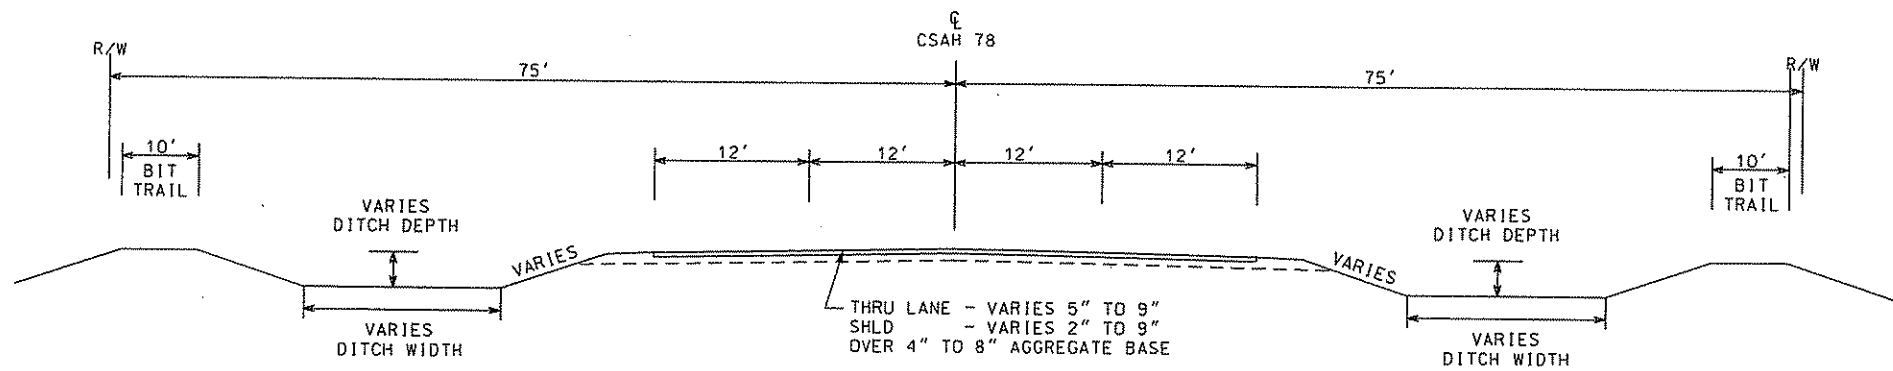 ℄
CSAH 78
R/W
R/W
75'
75'
12'
12'
12'
12'
10'
BIT
TRAIL
10'
BIT
TRAIL
VARIES
DITCH DEPTH
VARIES
DITCH DEPTH
VARIES
VARIES
THRU LANE - VARIES 5" TO 9"
SHLD - VARIES 2" TO 9"
OVER 4" TO 8" AGGREGATE BASE
VARIES
DITCH WIDTH
VARIES
DITCH WIDTH